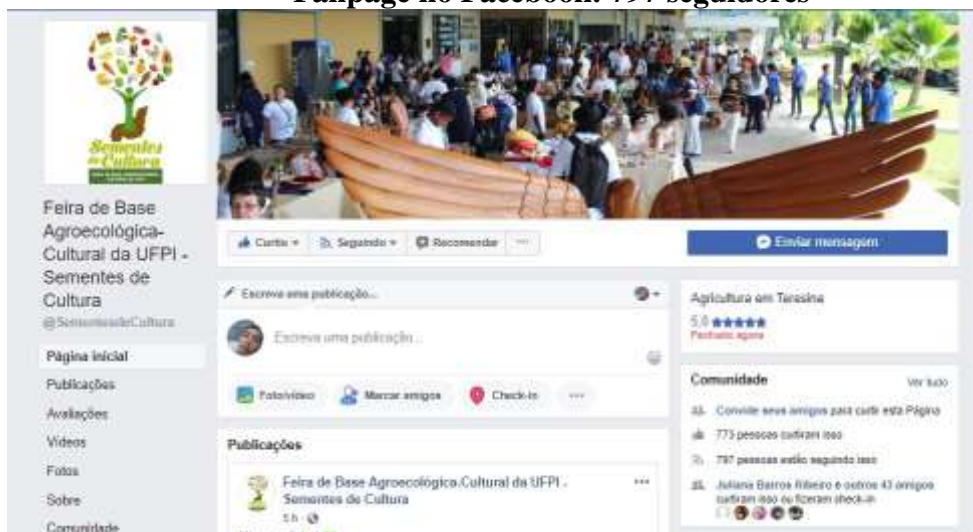 Fanpage no Facebook: 797 seguidores
Sementes
de Cultura
Feira de Base
Agroecológica-
Cultural da UFPI -
Sementes de
Cultura
@SementesdeCultura
Página inicial
Publicações
Avaliações
Vídeos
Fotos
Sobre
Comunidade
Curtiu
Seguindo
Recomendar
Enviar mensagem
Escreva uma publicação...
Escreva uma publicação...
Foto/vídeo
Marcar amigos
Check-in
Publicações
Feira de Base Agroecológica-Cultural da UFPI -
Sementes de Cultura
5 h
Agricultura em Teresina
5,0
Fechado agora
Comunidade
Ver tudo
Convide seus amigos para curtir esta Página
773 pessoas curtiram isso
797 pessoas estão seguindo isso
Juliana Barros Ribeiro e outros 43 amigos
curtiram isso ou fizeram check-in